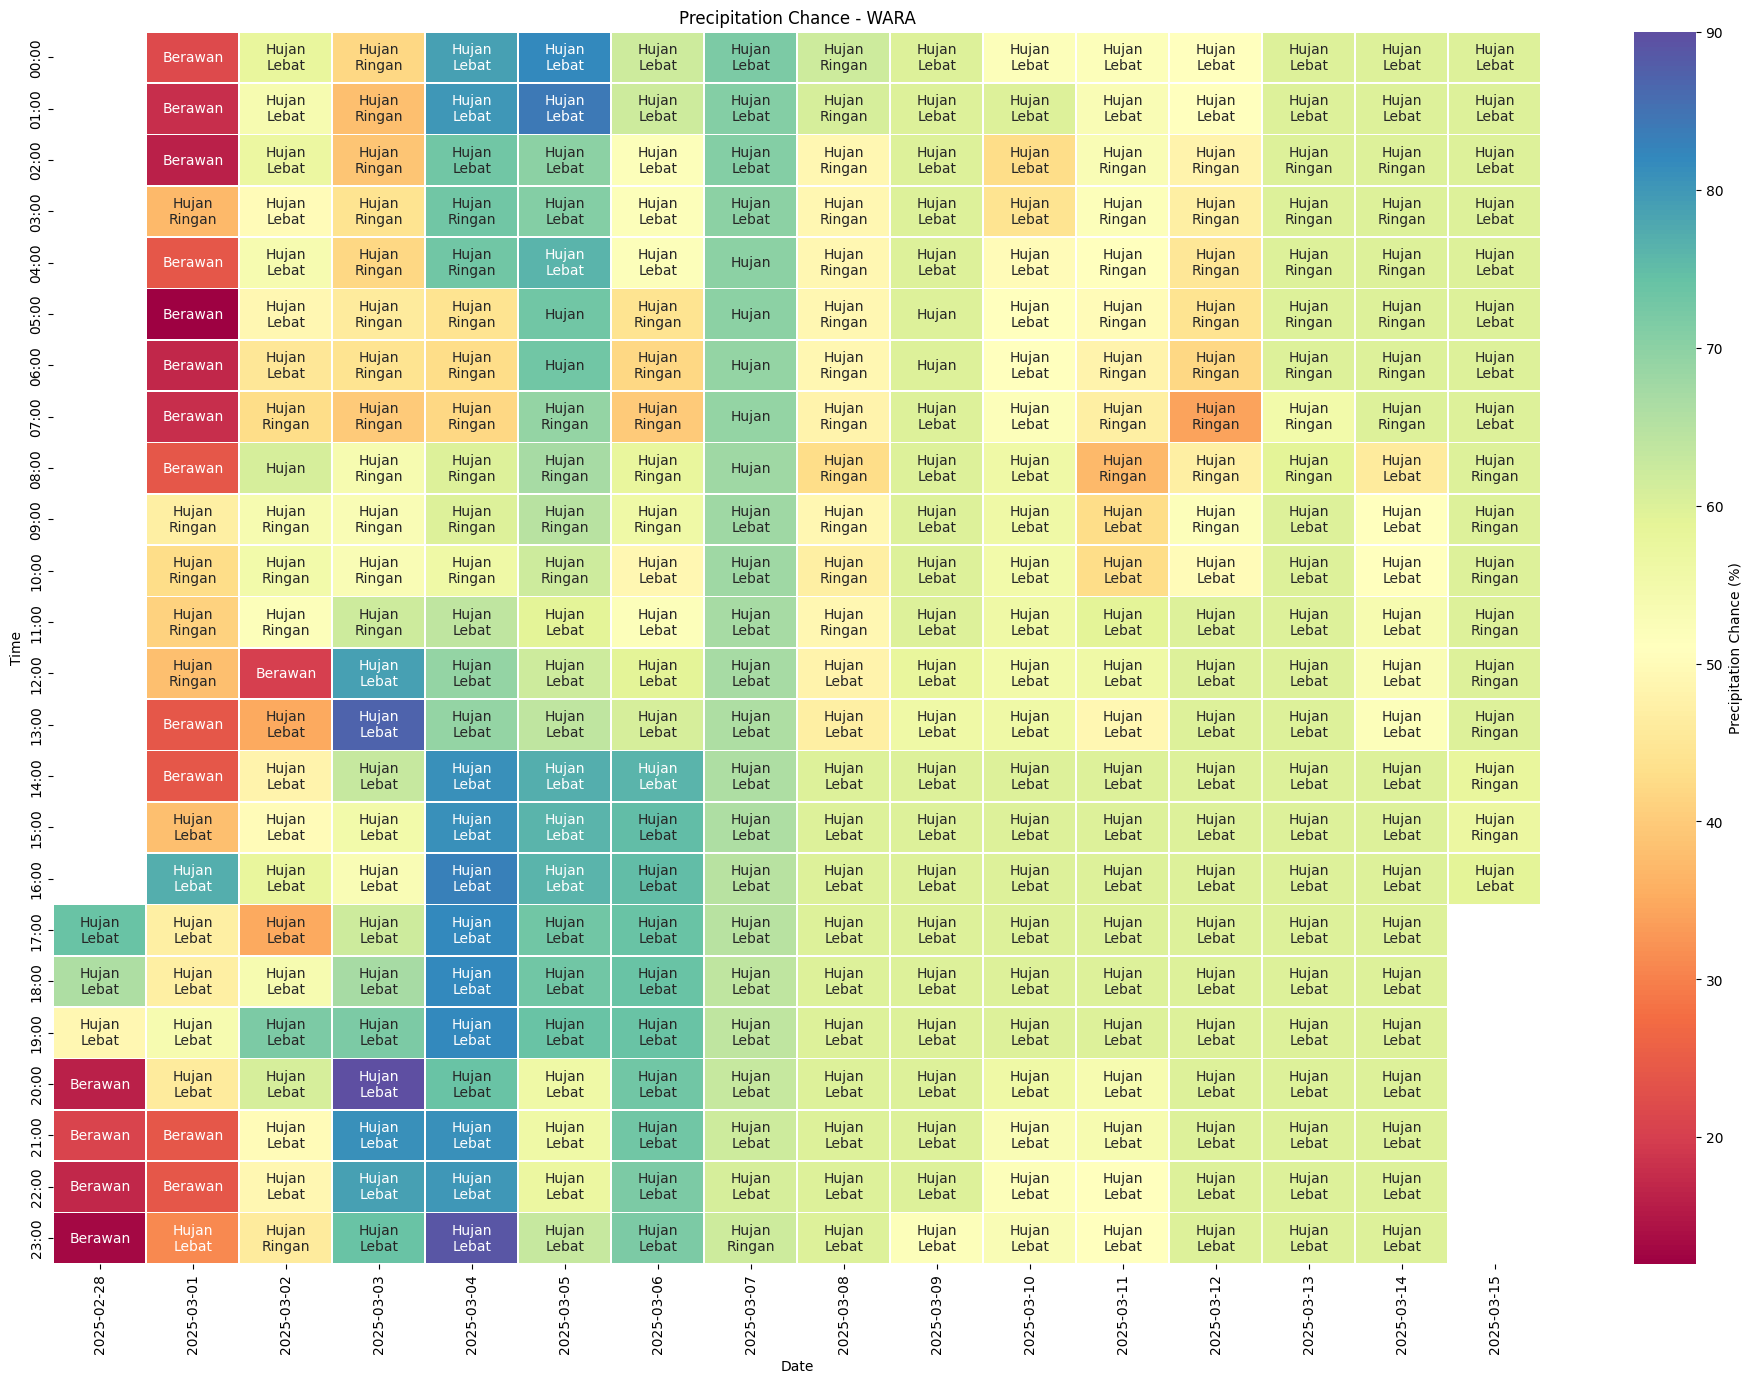 Precipitation Chance - WARA
00:00 Berawan Hujan Lebat Hujan Ringan Hujan Lebat Hujan Lebat Hujan Lebat Hujan Lebat Hujan Ringan Hujan Lebat Hujan Lebat Hujan Lebat Hujan Lebat Hujan Lebat Hujan Lebat Hujan Lebat
01:00 Berawan Hujan Lebat Hujan Ringan Hujan Lebat Hujan Lebat Hujan Lebat Hujan Lebat Hujan Ringan Hujan Lebat Hujan Lebat Hujan Lebat Hujan Lebat Hujan Lebat Hujan Lebat Hujan Lebat
02:00 Berawan Hujan Lebat Hujan Ringan Hujan Lebat Hujan Lebat Hujan Lebat Hujan Lebat Hujan Ringan Hujan Lebat Hujan Lebat Hujan Ringan Hujan Ringan Hujan Ringan Hujan Ringan Hujan Lebat
03:00 Hujan Ringan Hujan Lebat Hujan Ringan Hujan Ringan Hujan Lebat Hujan Lebat Hujan Lebat Hujan Ringan Hujan Lebat Hujan Lebat Hujan Ringan Hujan Ringan Hujan Ringan Hujan Ringan Hujan Lebat
04:00 Berawan Hujan Lebat Hujan Ringan Hujan Ringan Hujan Lebat Hujan Lebat Hujan Hujan Ringan Hujan Lebat Hujan Lebat Hujan Ringan Hujan Ringan Hujan Ringan Hujan Ringan Hujan Lebat
05:00 Berawan Hujan Lebat Hujan Ringan Hujan Ringan Hujan Hujan Ringan Hujan Hujan Ringan Hujan Hujan Lebat Hujan Ringan Hujan Ringan Hujan Ringan Hujan Ringan Hujan Lebat
06:00 Berawan Hujan Lebat Hujan Ringan Hujan Ringan Hujan Hujan Ringan Hujan Hujan Ringan Hujan Hujan Lebat Hujan Ringan Hujan Ringan Hujan Ringan Hujan Ringan Hujan Lebat
07:00 Berawan Hujan Ringan Hujan Ringan Hujan Ringan Hujan Ringan Hujan Ringan Hujan Hujan Ringan Hujan Lebat Hujan Lebat Hujan Ringan Hujan Ringan Hujan Ringan Hujan Ringan Hujan Lebat
08:00 Berawan Hujan Hujan Ringan Hujan Ringan Hujan Ringan Hujan Ringan Hujan Hujan Ringan Hujan Lebat Hujan Lebat Hujan Ringan Hujan Ringan Hujan Ringan Hujan Lebat Hujan Ringan
09:00 Hujan Ringan Hujan Ringan Hujan Ringan Hujan Ringan Hujan Ringan Hujan Ringan Hujan Lebat Hujan Ringan Hujan Lebat Hujan Lebat Hujan Lebat Hujan Ringan Hujan Lebat Hujan Lebat Hujan Ringan
10:00 Hujan Ringan Hujan Ringan Hujan Ringan Hujan Ringan Hujan Ringan Hujan Lebat Hujan Lebat Hujan Ringan Hujan Lebat Hujan Lebat Hujan Lebat Hujan Lebat Hujan Lebat Hujan Lebat Hujan Ringan
11:00 Hujan Ringan Hujan Ringan Hujan Ringan Hujan Lebat Hujan Lebat Hujan Lebat Hujan Lebat Hujan Ringan Hujan Lebat Hujan Lebat Hujan Lebat Hujan Lebat Hujan Lebat Hujan Lebat Hujan Ringan
12:00 Hujan Ringan Berawan Hujan Lebat Hujan Lebat Hujan Lebat Hujan Lebat Hujan Lebat Hujan Lebat Hujan Lebat Hujan Lebat Hujan Lebat Hujan Lebat Hujan Lebat Hujan Lebat Hujan Ringan
13:00 Berawan Hujan Lebat Hujan Lebat Hujan Lebat Hujan Lebat Hujan Lebat Hujan Lebat Hujan Lebat Hujan Lebat Hujan Lebat Hujan Lebat Hujan Lebat Hujan Lebat Hujan Lebat Hujan Ringan
14:00 Berawan Hujan Lebat Hujan Lebat Hujan Lebat Hujan Lebat Hujan Lebat Hujan Lebat Hujan Lebat Hujan Lebat Hujan Lebat Hujan Lebat Hujan Lebat Hujan Lebat Hujan Lebat Hujan Ringan
15:00 Hujan Lebat Hujan Lebat Hujan Lebat Hujan Lebat Hujan Lebat Hujan Lebat Hujan Lebat Hujan Lebat Hujan Lebat Hujan Lebat Hujan Lebat Hujan Lebat Hujan Lebat Hujan Lebat Hujan Ringan
16:00 Hujan Lebat Hujan Lebat Hujan Lebat Hujan Lebat Hujan Lebat Hujan Lebat Hujan Lebat Hujan Lebat Hujan Lebat Hujan Lebat Hujan Lebat Hujan Lebat Hujan Lebat Hujan Lebat Hujan Lebat
17:00 Hujan Lebat Hujan Lebat Hujan Lebat Hujan Lebat Hujan Lebat Hujan Lebat Hujan Lebat Hujan Lebat Hujan Lebat Hujan Lebat Hujan Lebat Hujan Lebat Hujan Lebat Hujan Lebat Hujan Lebat
18:00 Hujan Lebat Hujan Lebat Hujan Lebat Hujan Lebat Hujan Lebat Hujan Lebat Hujan Lebat Hujan Lebat Hujan Lebat Hujan Lebat Hujan Lebat Hujan Lebat Hujan Lebat Hujan Lebat Hujan Lebat
19:00 Hujan Lebat Hujan Lebat Hujan Lebat Hujan Lebat Hujan Lebat Hujan Lebat Hujan Lebat Hujan Lebat Hujan Lebat Hujan Lebat Hujan Lebat Hujan Lebat Hujan Lebat Hujan Lebat Hujan Lebat
20:00 Berawan Hujan Lebat Hujan Lebat Hujan Lebat Hujan Lebat Hujan Lebat Hujan Lebat Hujan Lebat Hujan Lebat Hujan Lebat Hujan Lebat Hujan Lebat Hujan Lebat Hujan Lebat Hujan Lebat
21:00 Berawan Berawan Hujan Lebat Hujan Lebat Hujan Lebat Hujan Lebat Hujan Lebat Hujan Lebat Hujan Lebat Hujan Lebat Hujan Lebat Hujan Lebat Hujan Lebat Hujan Lebat Hujan Lebat
22:00 Berawan Berawan Hujan Lebat Hujan Lebat Hujan Lebat Hujan Lebat Hujan Lebat Hujan Lebat Hujan Lebat Hujan Lebat Hujan Lebat Hujan Lebat Hujan Lebat Hujan Lebat Hujan Lebat
23:00 Berawan Hujan Lebat Hujan Ringan Hujan Lebat Hujan Lebat Hujan Lebat Hujan Lebat Hujan Ringan Hujan Lebat Hujan Lebat Hujan Lebat Hujan Lebat Hujan Lebat Hujan Lebat Hujan Lebat
Time
2025-02-28
2025-03-01
2025-03-02
2025-03-03
2025-03-04
2025-03-05
2025-03-06
2025-03-07
2025-03-08
2025-03-09
2025-03-10
2025-03-11
2025-03-12
2025-03-13
2025-03-14
2025-03-15
Date
90
80
70
60
50
40
30
20
Precipitation Chance (%)